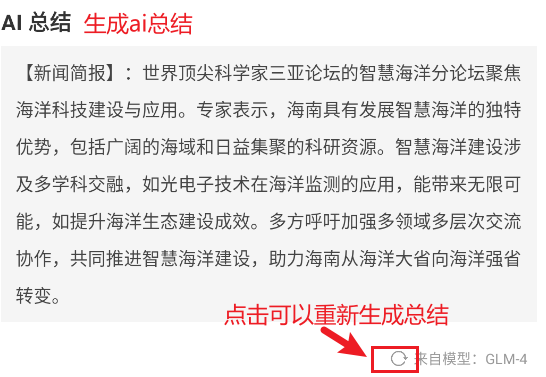 AI 总结 生成ai总结
【新闻简报】：世界顶尖科学家三亚论坛的智慧海洋分论坛聚焦
海洋科技建设与应用。专家表示，海南具有发展智慧海洋的独特
优势，包括广阔的海域和日益集聚的科研资源。智慧海洋建设涉
及多学科交融，如光电子技术在海洋监测的应用，能带来无限可
能，如提升海洋生态建设成效。多方呼吁加强多领域多层次交流
协作，共同推进智慧海洋建设，助力海南从海洋大省向海洋强省
转变。
点击可以重新生成总结
来自模型：GLM-4